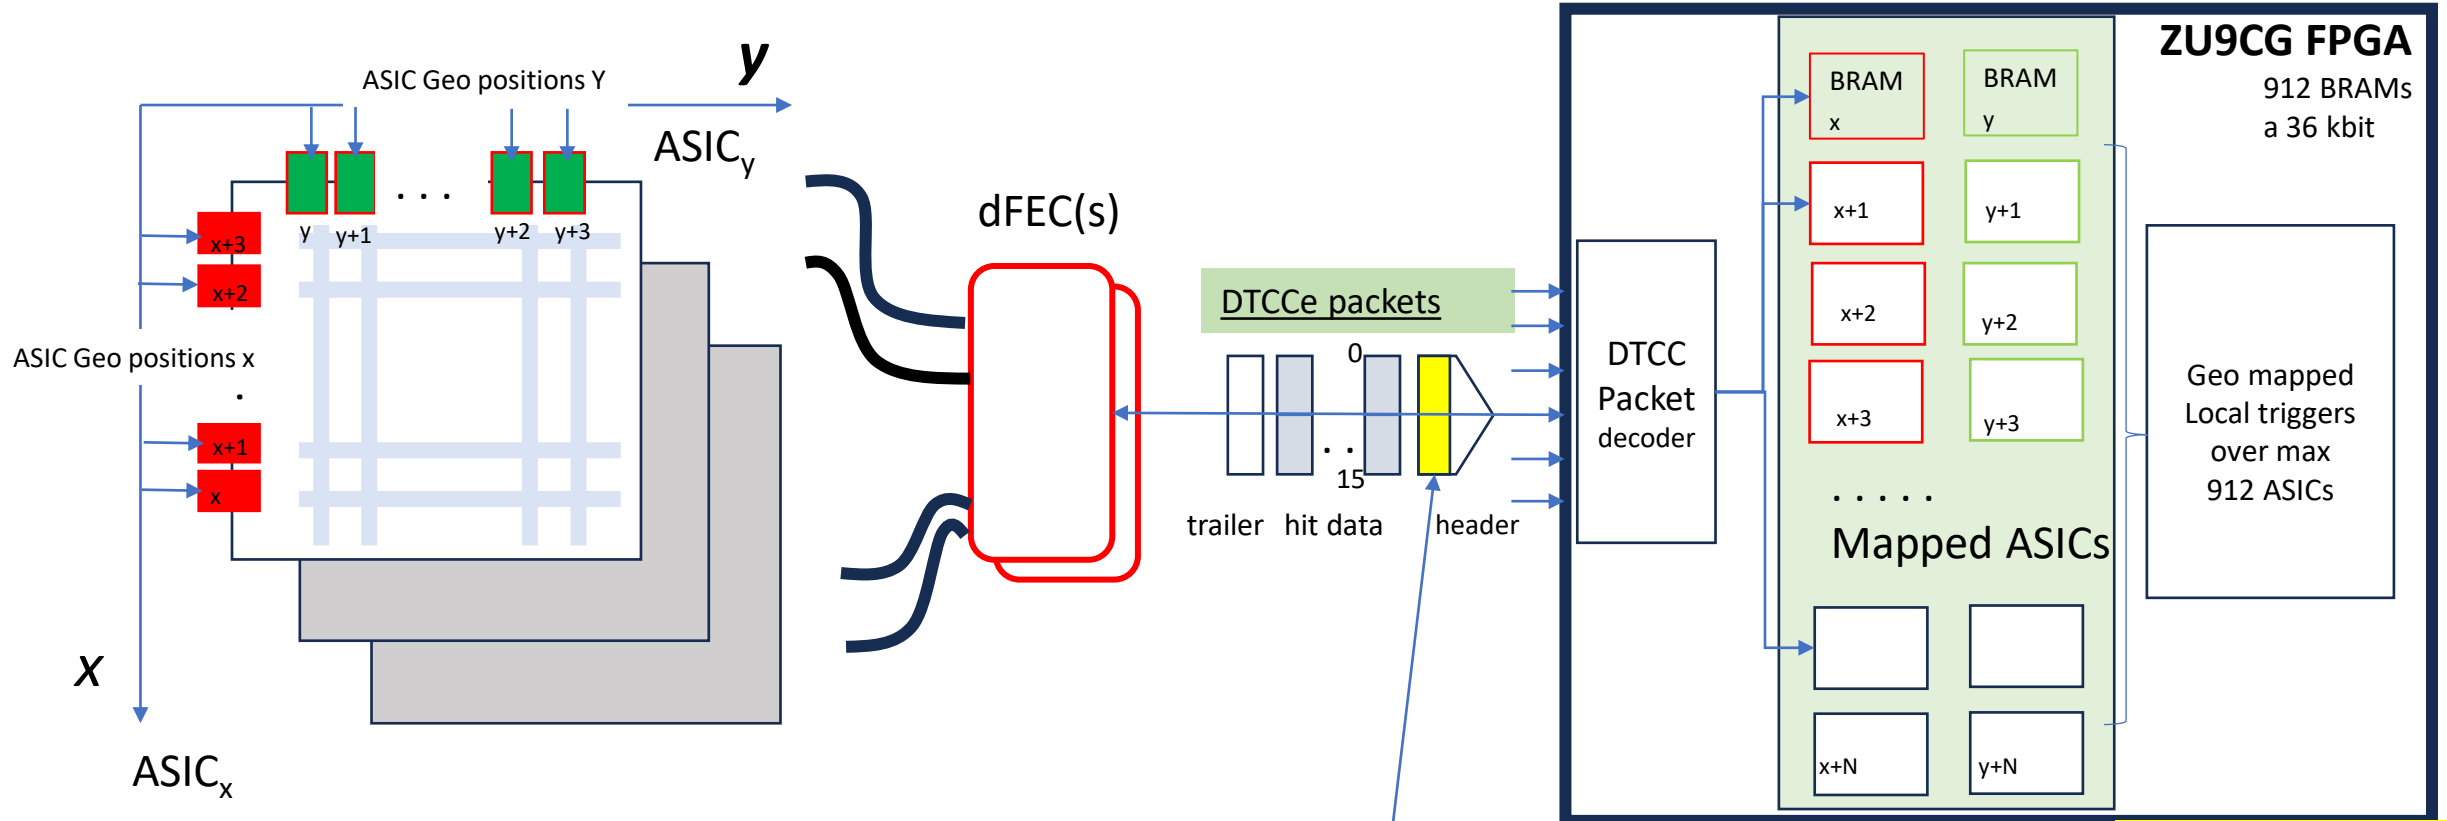 y
ASIC Geo positions Y
ASICy
y
y+1
. . .
y+2
y+3
x+3
x+2
ASIC Geo positions x
.
x+1
x
x
ASICx
dFEC(s)
DTCCe packets
0
. .
15
trailer
hit data
header
DTCC
Packet
decoder
BRAM
x
BRAM
y
x+1
y+1
x+2
y+2
x+3
y+3
. . . . .
Mapped ASICs
x+N
y+N
ZU9CG FPGA
912 BRAMs
a 36 kbit
Geo mapped
Local triggers
over max
912 ASICs